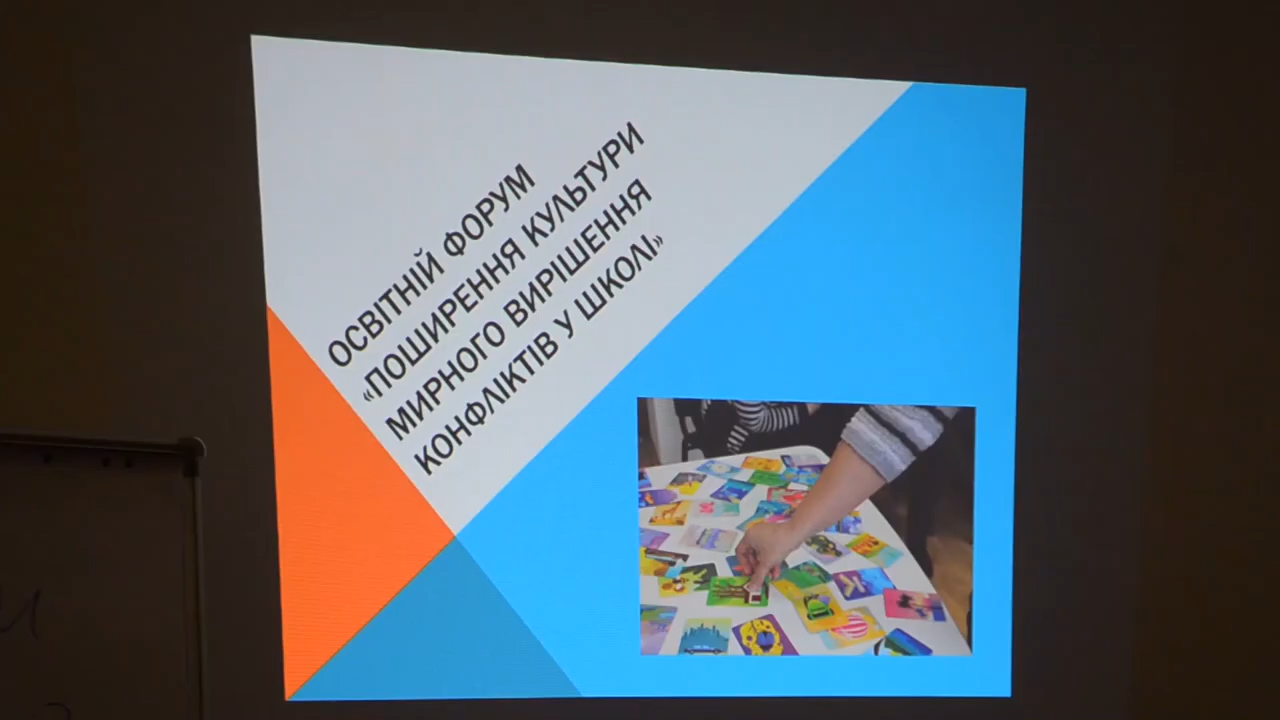 ОСВІТНІЙ ФОРУМ
«ПОШИРЕННЯ КУЛЬТУРИ
МИРНОГО ВИРІШЕННЯ
КОНФЛІКТІВ У ШКОЛІ»